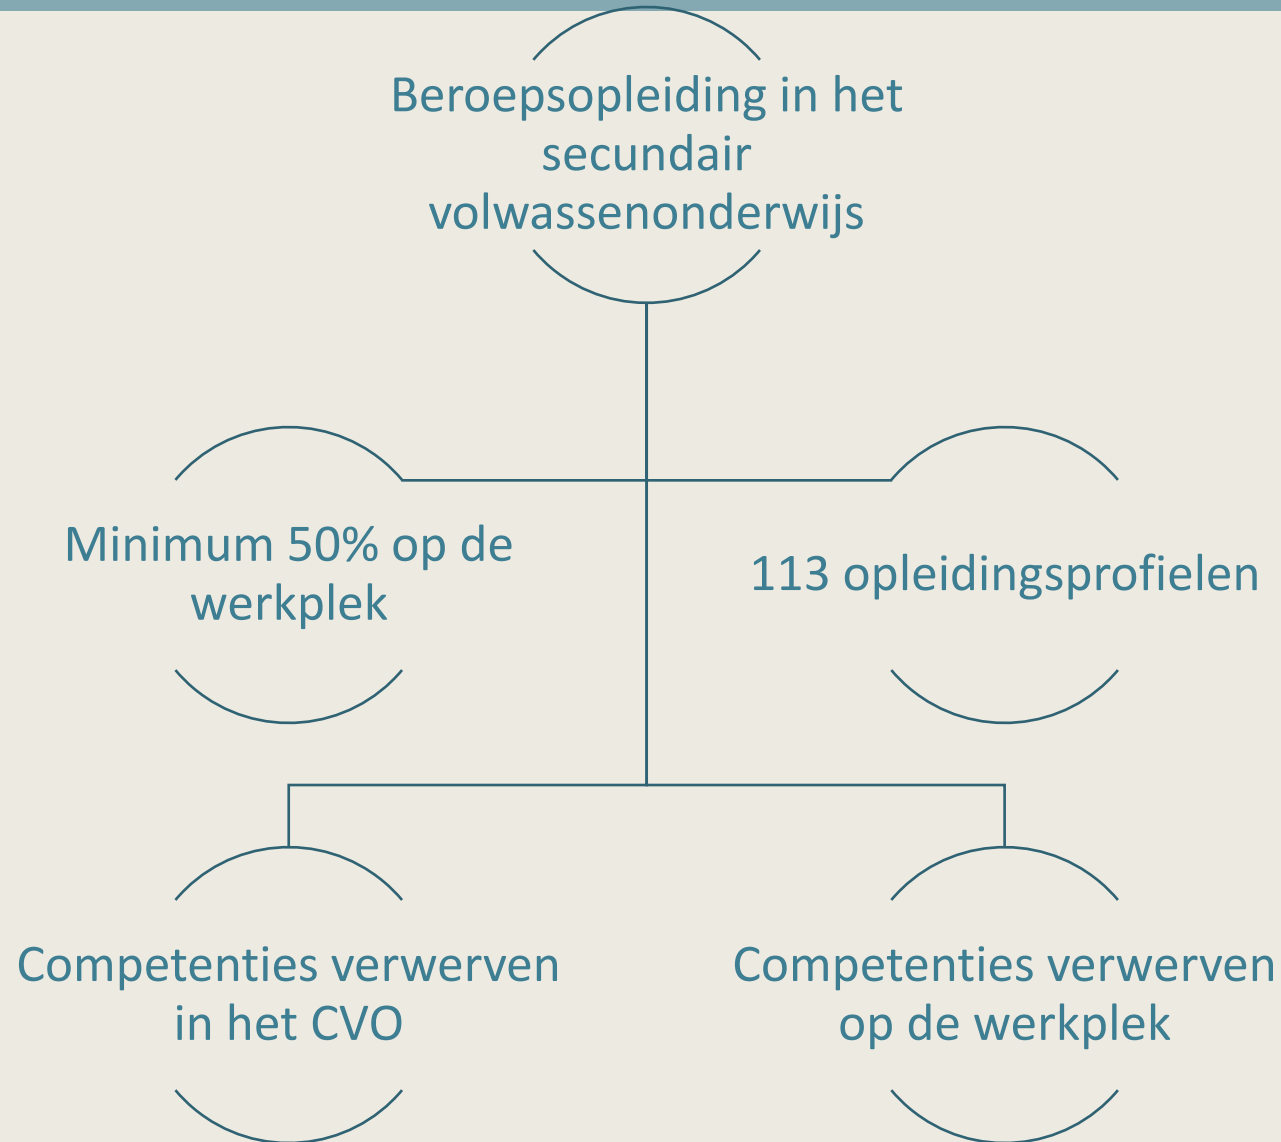 Beroepsopleiding in het
secundair
volwassenonderwijs
Minimum 50% op de
werkplek
113 opleidingsprofielen
Competenties verwerven
in het CVO
Competenties verwerven
op de werkplek